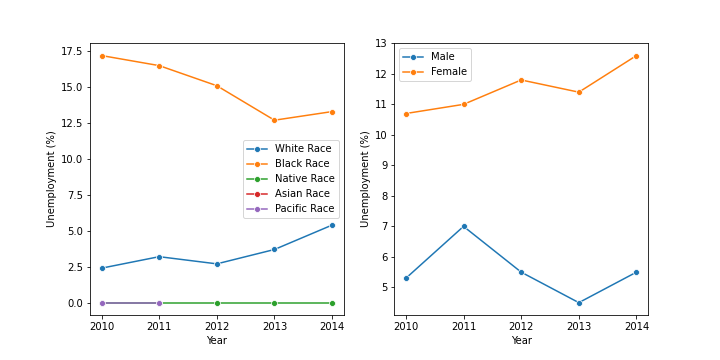 17.5
15.0
12.5
10.0
7.5
5.0
2.5
0.0
Unemployment (%)
2010 2011 2012 2013 2014
Year
White Race
Black Race
Native Race
Asian Race
Pacific Race
13
12
11
10
9
8
7
6
5
Unemployment (%)
2010 2011 2012 2013 2014
Year
Male
Female